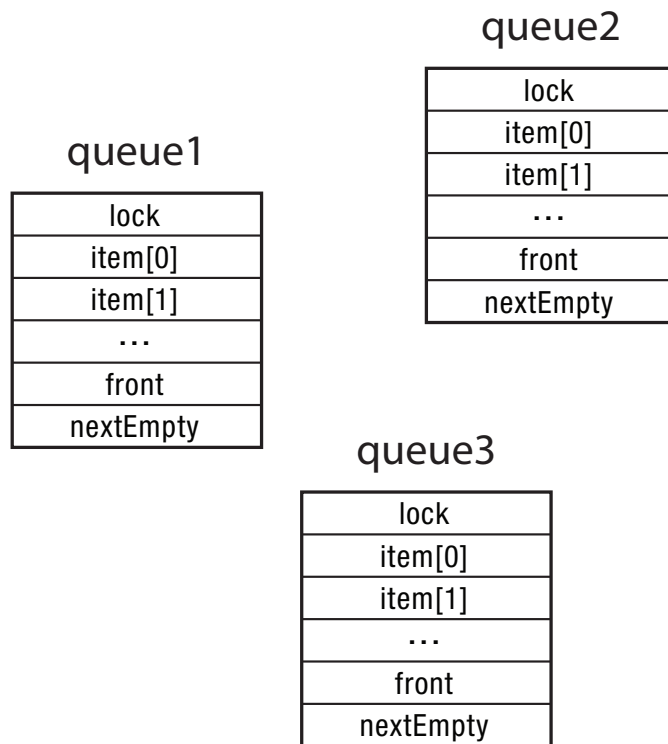 queue1
lock
item[0]
item[1]
...
front
nextEmpty
queue2
lock
item[0]
item[1]
...
front
nextEmpty
queue3
lock
item[0]
item[1]
...
front
nextEmpty